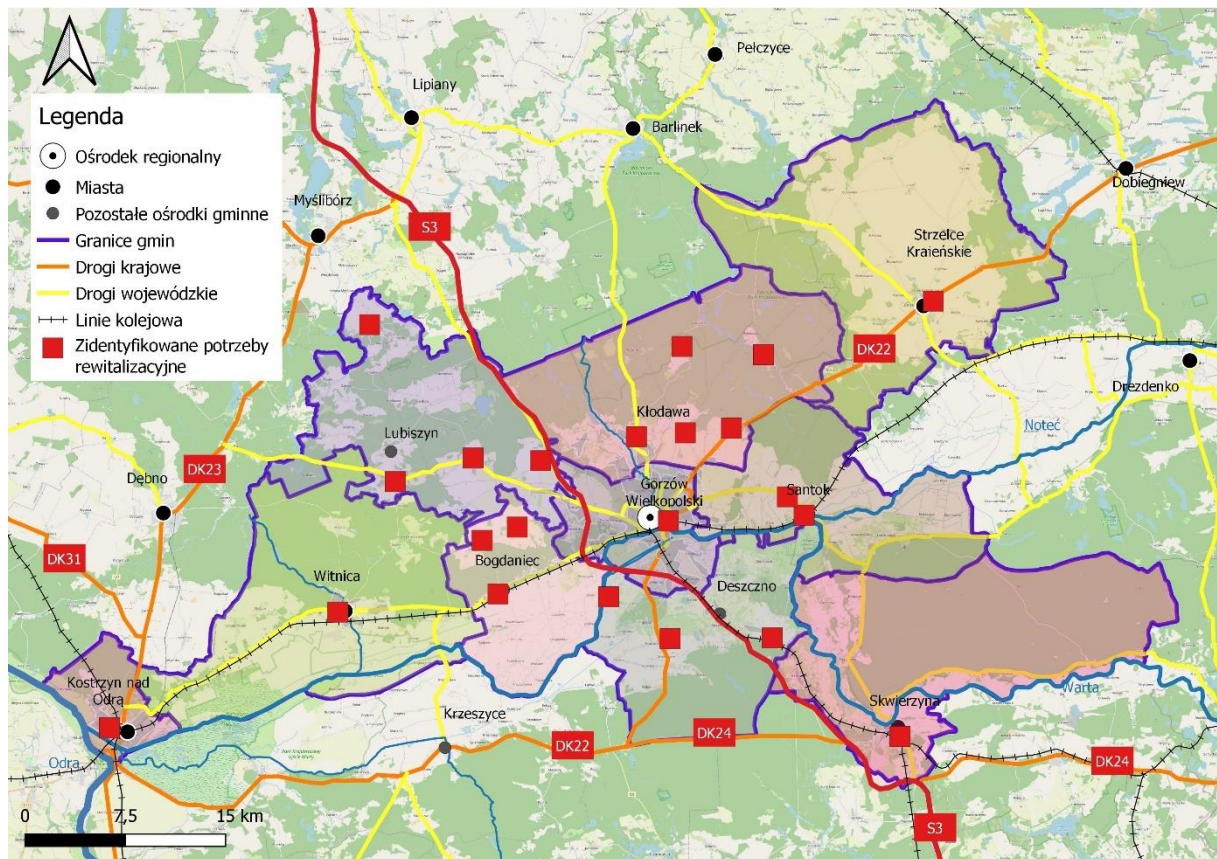 Pełczyce
Lipiany
Barlinek
Legenda
Ośrodek regionalny
Miasta
Pozostałe ośrodki gminne
Granice gmin
Drogi krajowe
Drogi wojewódzkie
Linie kolejowa
Zidentyfikowane potrzeby
rewitalizacyjne
Myślibórz
S3
Dobiegniew
Strzelce
Krajeńskie
DK22
Drezdenko
Kłodawa
Noteć
Lubiszyn
Dębno
DK23
Gorzów
Wielkopolski
Santok
DK31
Bogdaniec
Witnica
Deszczno
Kostrzyn nad
Odrą
Skwierzyna
Warta
Krzeszyce
DK22
DK24
DK24
Odra
0
7,5
15 km
S3